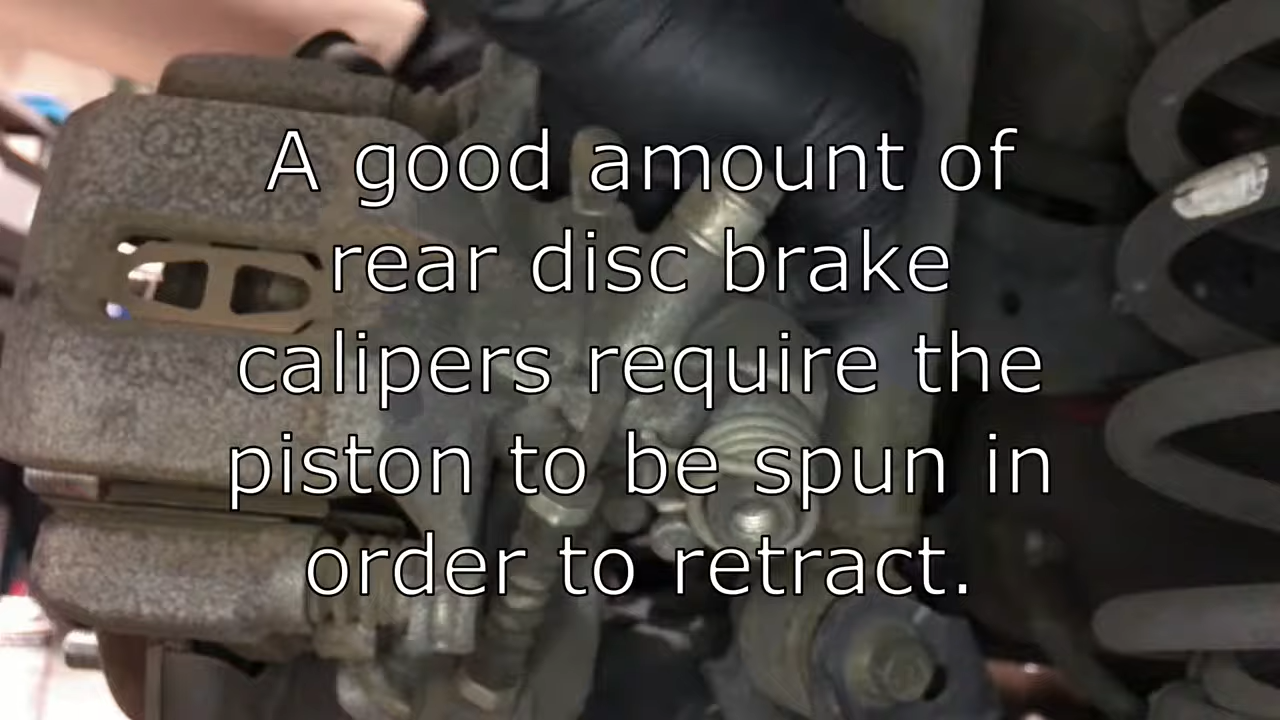 A good amount of
rear disc brake
calipers require the
piston to be spun in
order to retract.